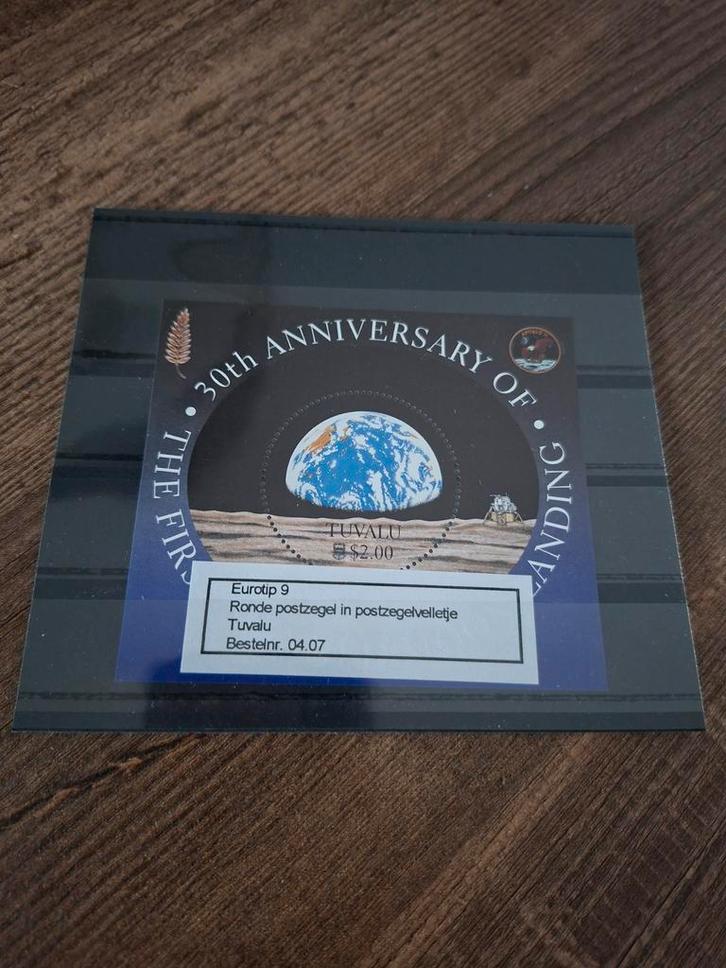 • 30th ANNIVERSARY OF •
THE FIRS
LANDING
TUVALU
$2.00
Eurotip 9
Ronde postzegel in postzegelvelletje
Tuvalu
Bestelnr. 04.07